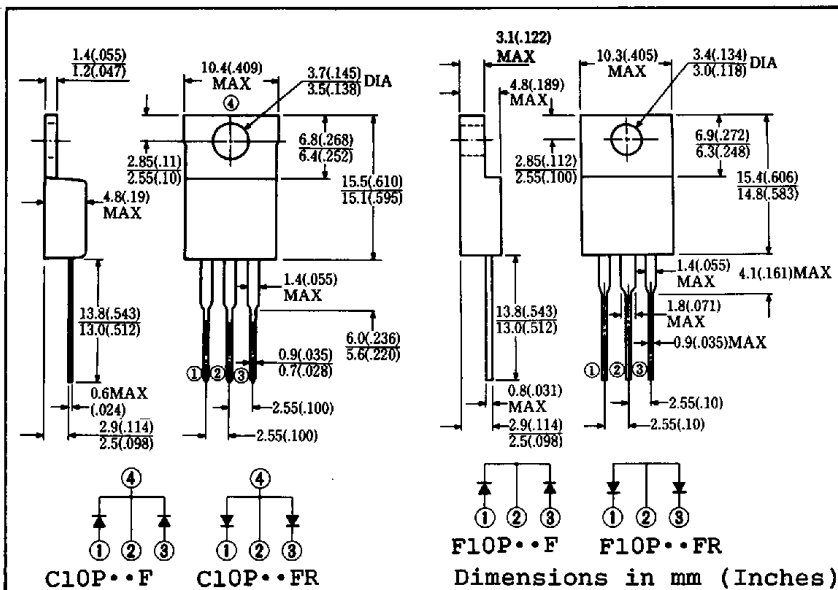 1.4(.055)
1.2(.047)
10.4(.409)
MAX
④
3.7(.145)
3.5(.138) DIA
2.85(.11)
2.55(.10)
6.8(.268)
6.4(.252)
15.5(.610)
15.1(.595)
4.8(.19)
MAX
13.8(.543)
13.0(.512)
1.4(.055)
MAX
6.0(.236)
5.6(.220)
0.9(.035)
0.7(.028)
① ② ③
0.6MAX
(.024)
2.9(.114)
2.5(.098)
2.55(.100)
2.55(.100)
④
① ② ③
C10P··F
④
① ② ③
C10P··FR
3.1(.122)
MAX
4.8(.189)
MAX
10.3(.405)
MAX
3.4(.134)
3.0(.118) DIA
2.85(.112)
2.55(.100)
6.9(.272)
6.3(.248)
15.4(.606)
14.8(.583)
13.8(.543)
13.0(.512)
1.4(.055)
MAX
4.1(.161)MAX
1.8(.071)
MAX
0.9(.035)MAX
① ② ③
0.8(.031)
MAX
2.9(.114)
2.5(.098)
2.55(.10)
2.55(.10)
① ② ③
F10P··F
① ② ③
F10P··FR
Dimensions in mm (Inches)